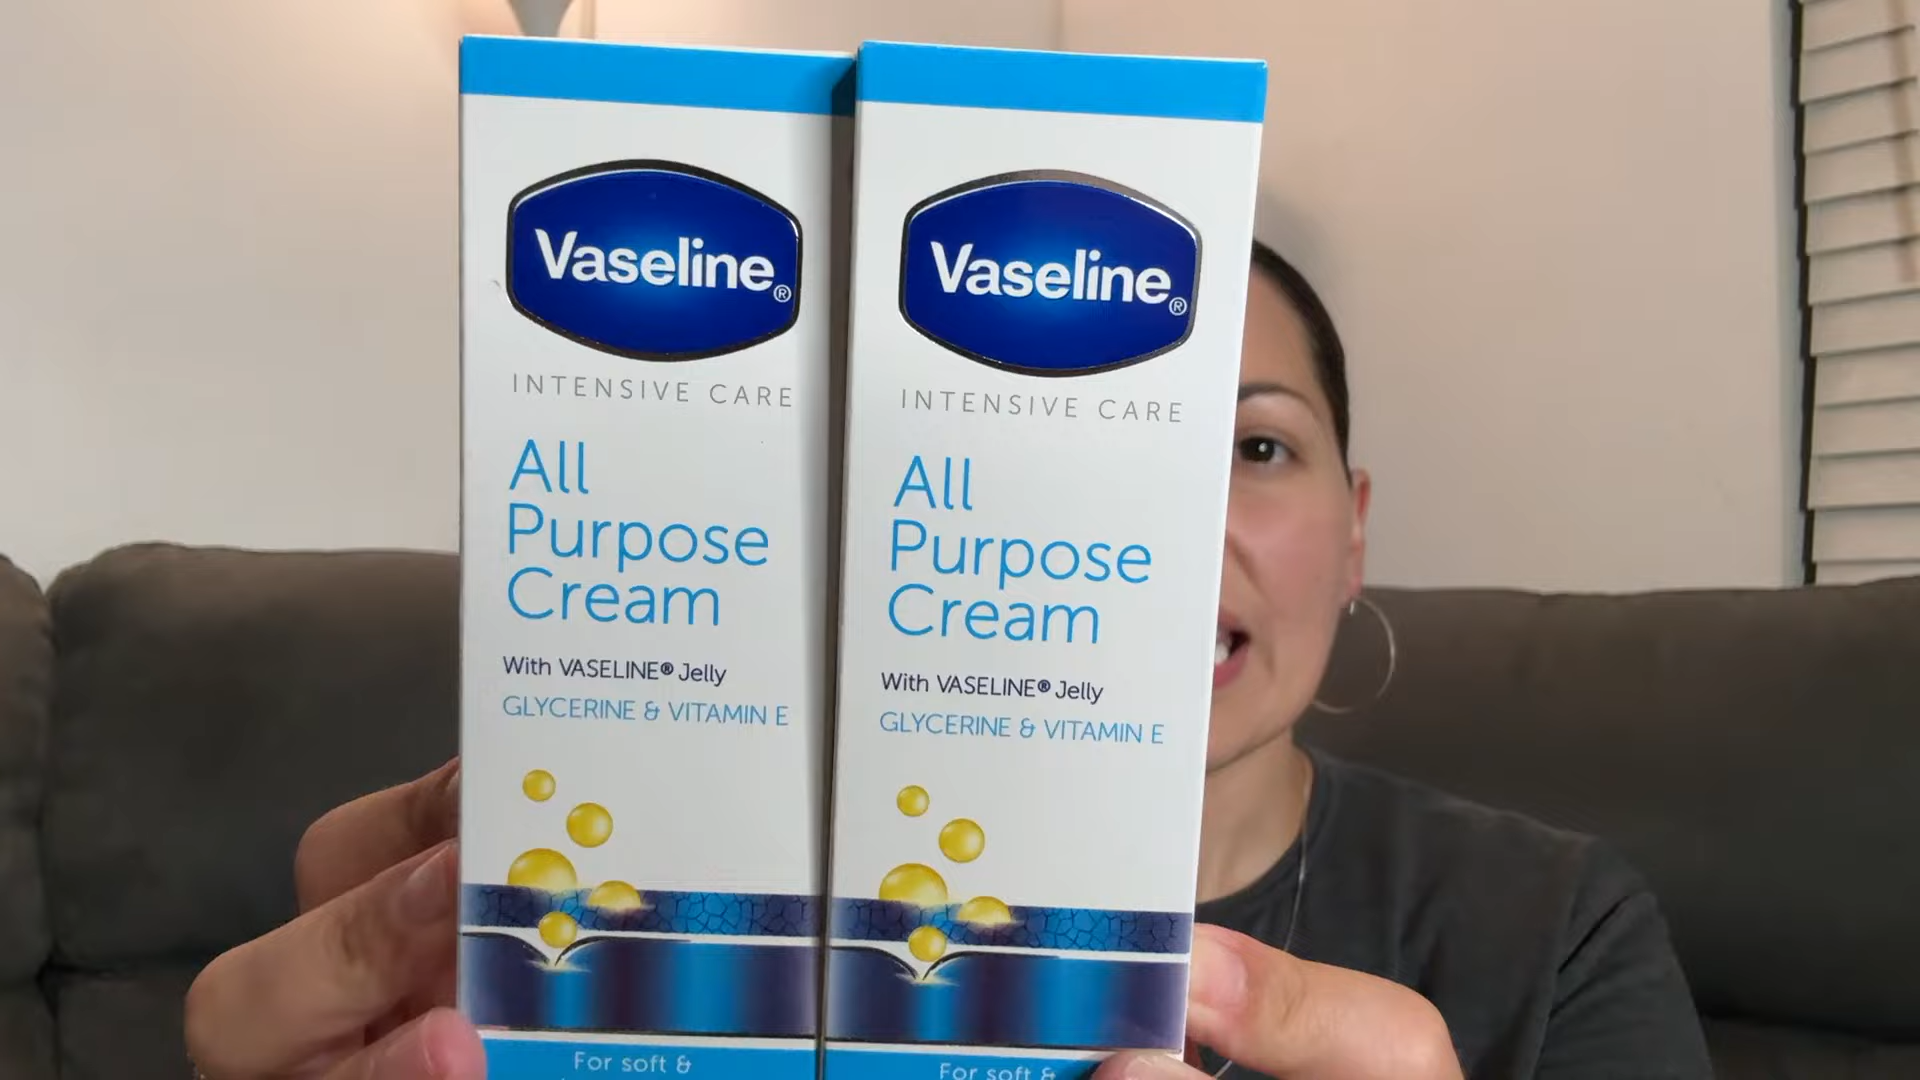 Vaseline®
INTENSIVE CARE
All
Purpose
Cream
With VASELINE® Jelly
GLYCERINE & VITAMIN E
For soft &
Vaseline®
INTENSIVE CARE
All
Purpose
Cream
With VASELINE® Jelly
GLYCERINE & VITAMIN E
For soft &